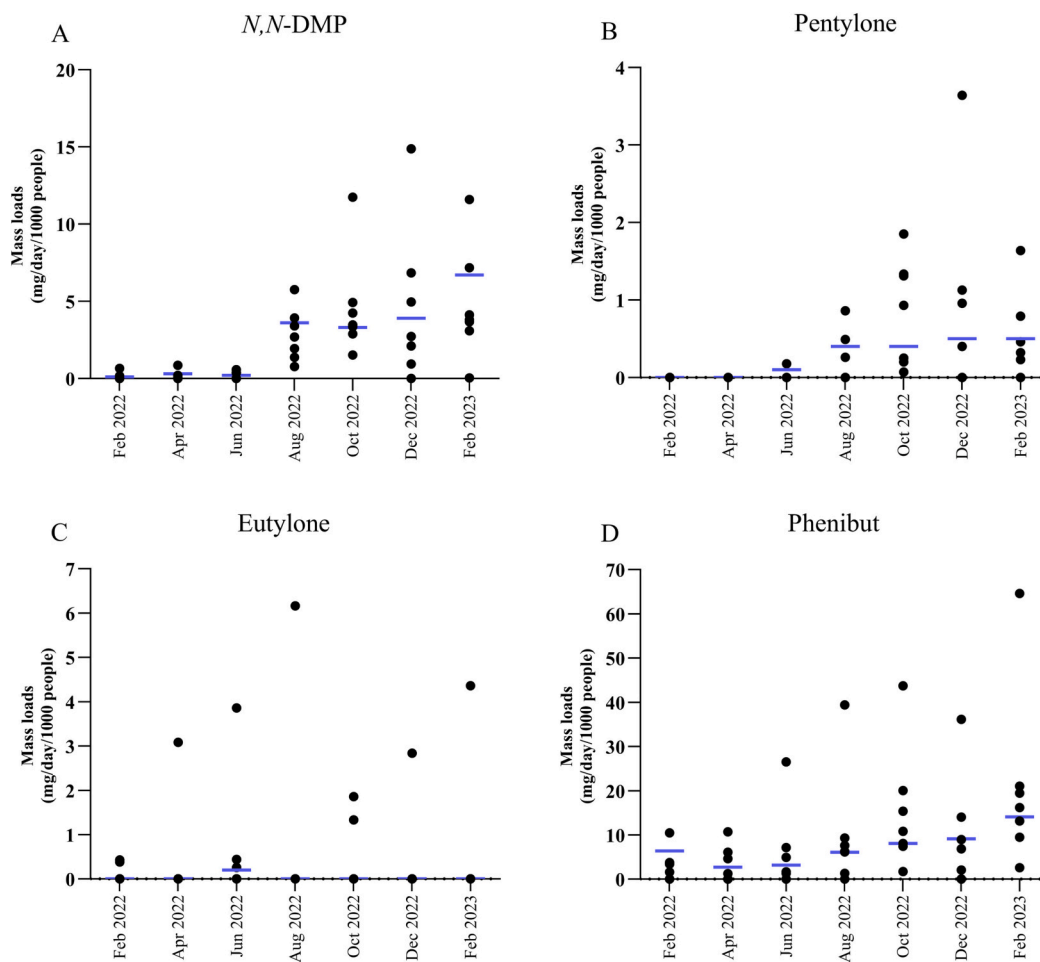 A
N,N-DMP
Mass loads
(mg/day/1000 people)
20
15
10
5
0
Feb 2022
Apr 2022
Jun 2022
Aug 2022
Oct 2022
Dec 2022
Feb 2023
B
Pentylone
Mass loads
(mg/day/1000 people)
4
3
2
1
0
Feb 2022
Apr 2022
Jun 2022
Aug 2022
Oct 2022
Dec 2022
Feb 2023
C
Eutylone
Mass loads
(mg/day/1000 people)
7
6
5
4
3
2
1
0
Feb 2022
Apr 2022
Jun 2022
Aug 2022
Oct 2022
Dec 2022
Feb 2023
D
Phenibut
Mass loads
(mg/day/1000 people)
70
60
50
40
30
20
10
0
Feb 2022
Apr 2022
Jun 2022
Aug 2022
Oct 2022
Dec 2022
Feb 2023